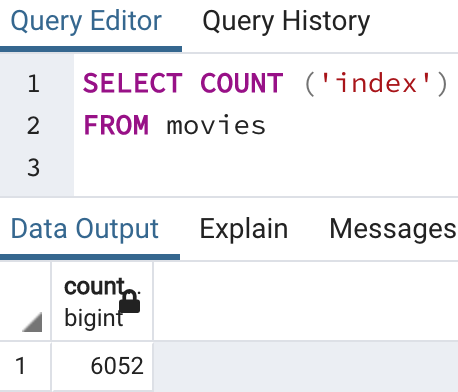 Query Editor Query History
1 SELECT COUNT ('index')
2 FROM movies
3
Data Output Explain Messages
count..
bigint
1 6052